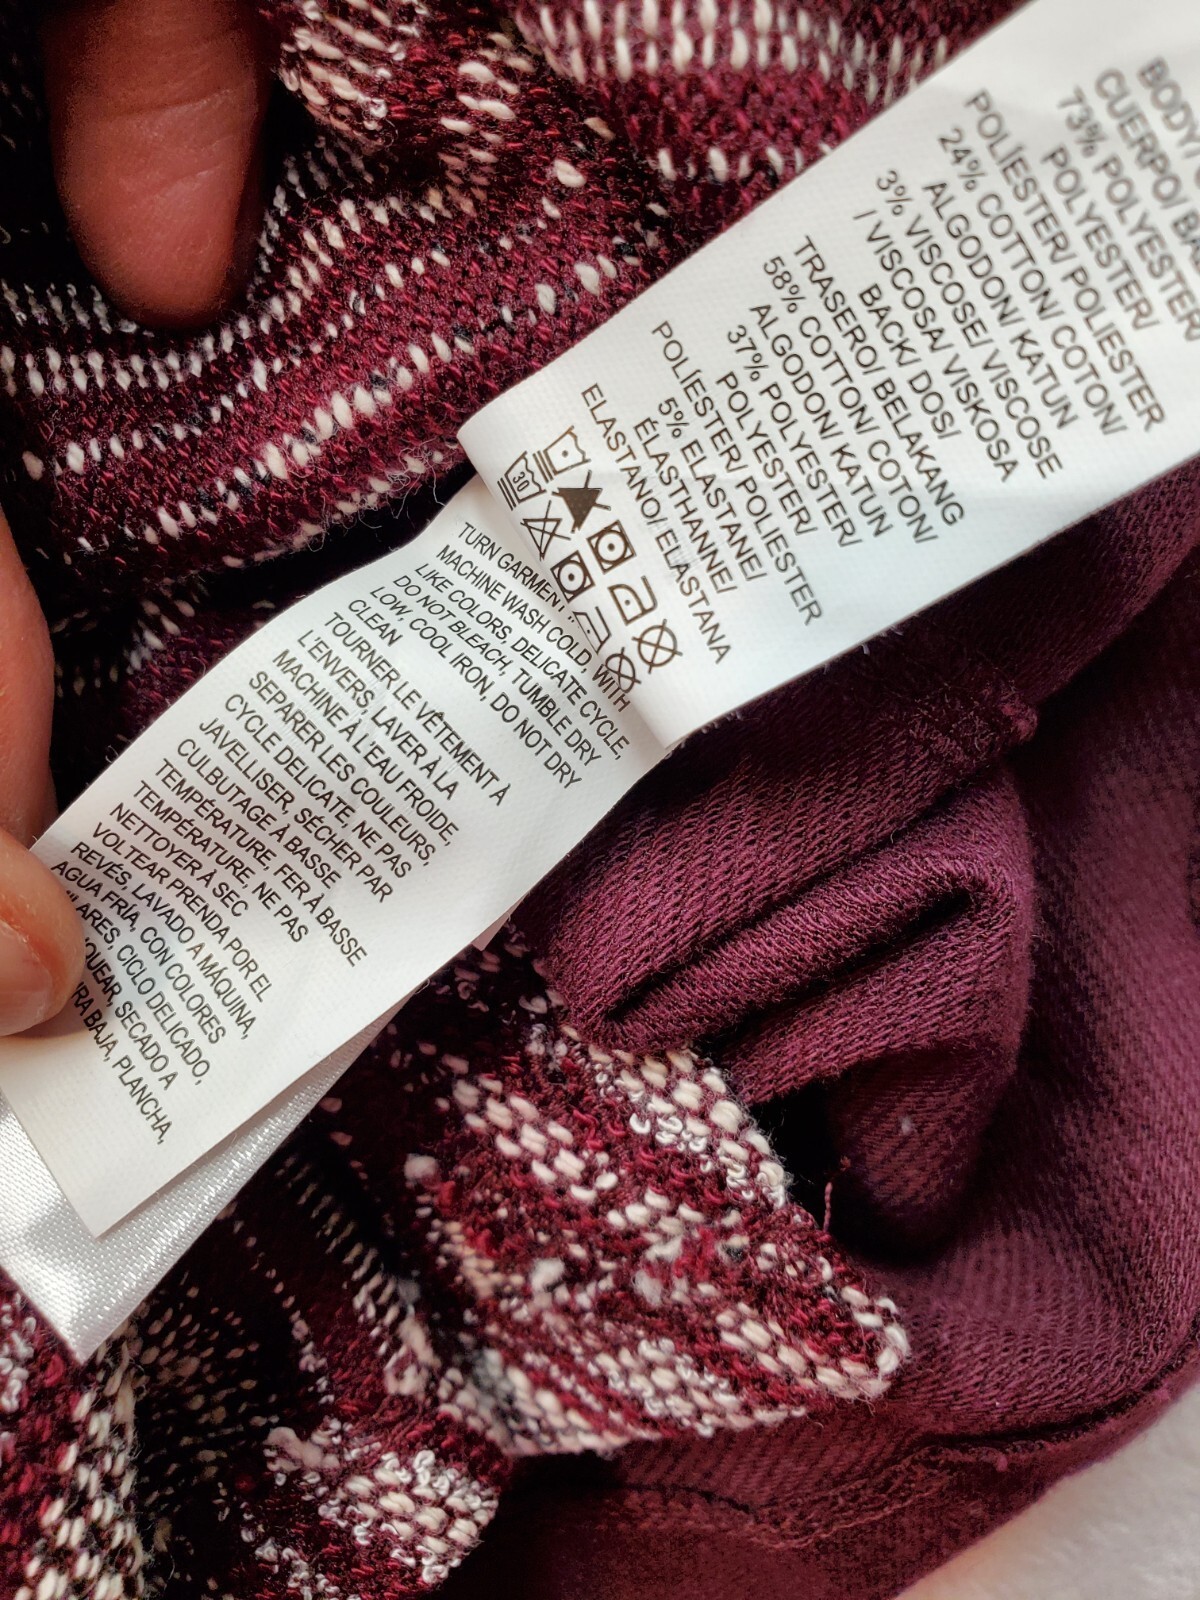 BODY/
CUERPO/
73% POLYESTER/
POLYESTER/
POLÍESTER/ POLIESTER
24% COTTON/ COTON/
ALGODON/ KATUN
3% VISCOSE/ VISCOSE
/ VISCOSA/ VISKOSA
BACK/ DOS/
TRASERO/ BELAKANG
58% COTTON/ COTON/
ALGODON/ KATUN
37% POLYESTER/
POLYESTER/
POLÍESTER/ POLIESTER
5% ELASTANE/
ÉLASTHANNE/
ELASTANO/ ELASTANA
30
TURN GARMENT
MACHINE WASH COLD, WITH
LIKE COLORS, DELICATE CYCLE,
DO NOT BLEACH, TUMBLE DRY
LOW, COOL IRON, DO NOT DRY
CLEAN
TOURNER LE VÊTEMENT À
L'ENVERS, LAVER À LA
MACHINE À L'EAU FROIDE,
SEPARER LES COULEURS,
CYCLE DELICATE, NE PAS
JAVELLISER, SÉCHER PAR
CULBUTAGE À BASSE
TEMPÉRATURE, FER À BASSE
TEMPÉRATURE, NE PAS
NETTOYER À SEC
VOLTEAR PRENDA POR EL
REVÉS, LAVADO A MÁQUINA,
AGUA FRÍA, CON COLORES
CICLO DELICADO,
SECADO A
BAJA, PLANCHA,